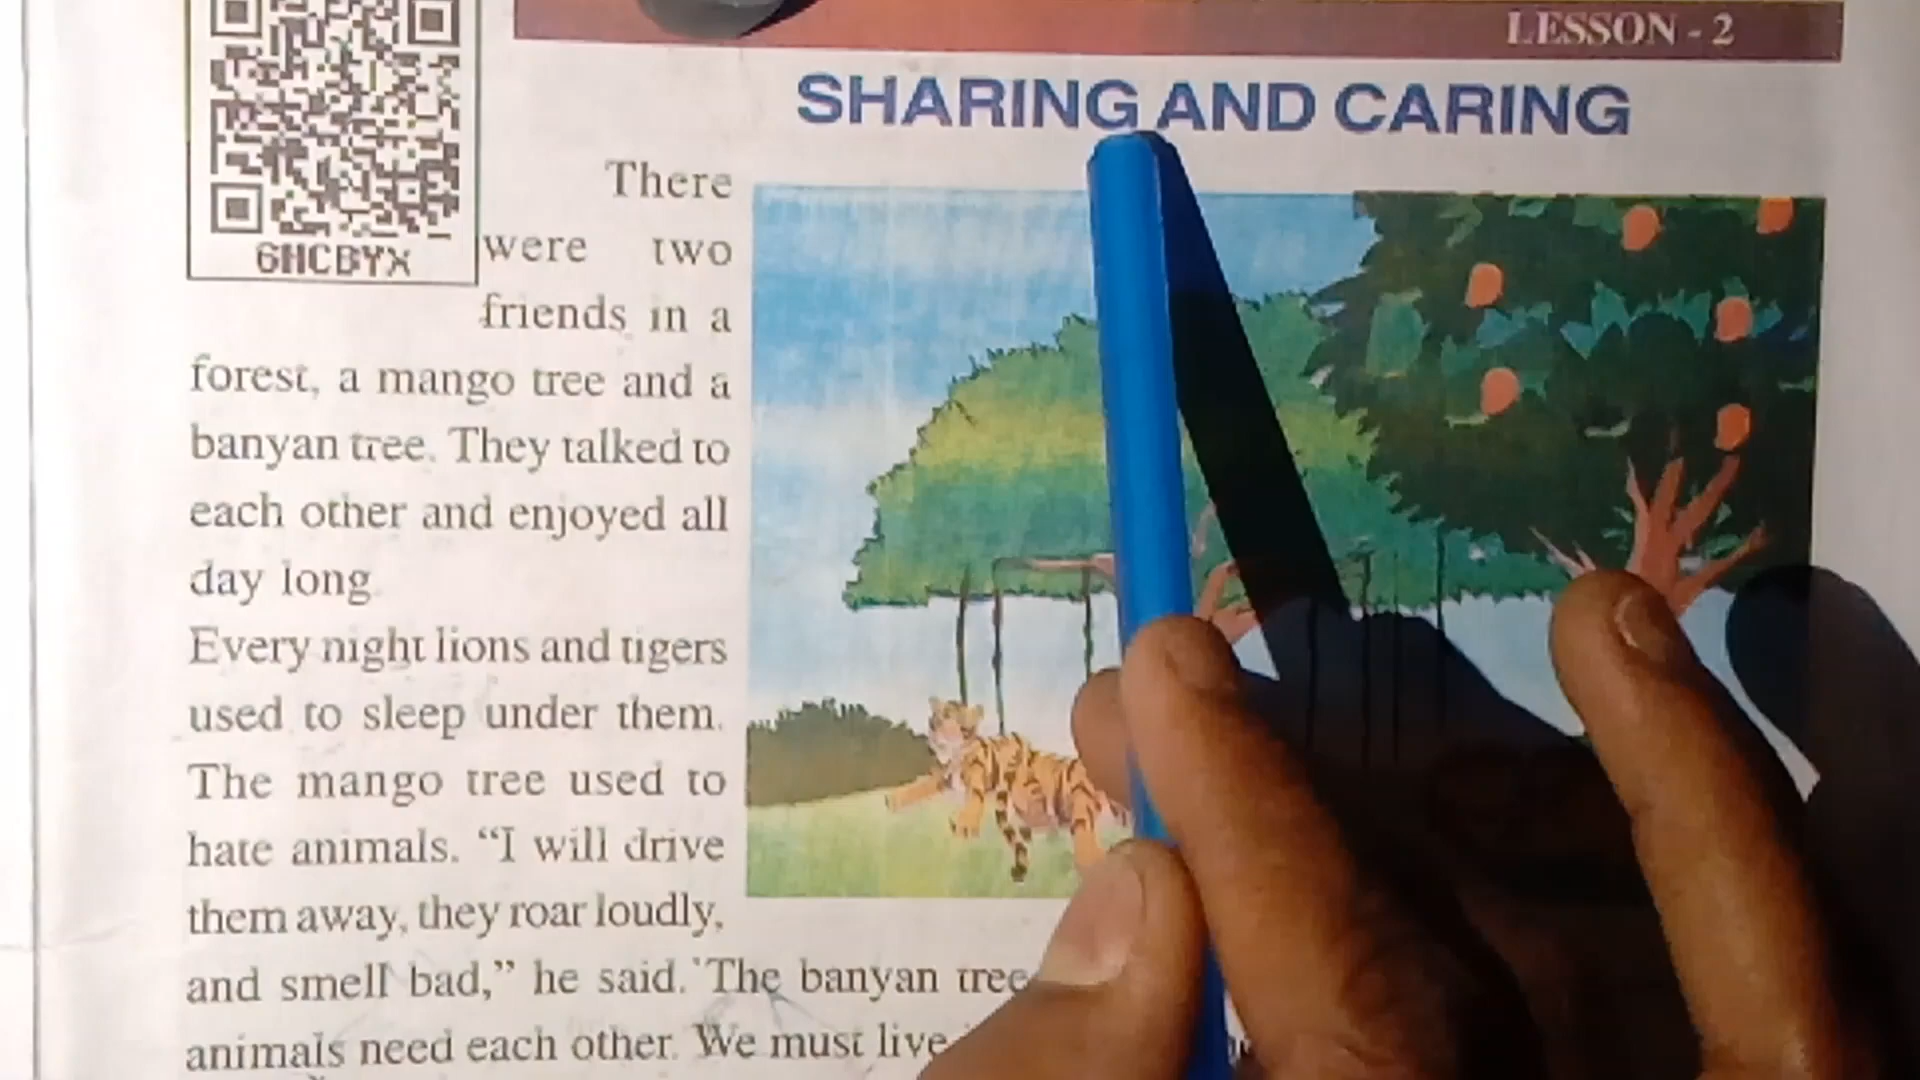 LESSON - 2
SHARING AND CARING
6HCBYX
There
were two
friends in a
forest, a mango tree and a
banyan tree. They talked to
each other and enjoyed all
day long
Every night lions and tigers
used to sleep under them.
The mango tree used to
hate animals. “I will drive
them away, they roar loudly,
and smell bad,” he said. The banyan tree
animals need each other. We must live